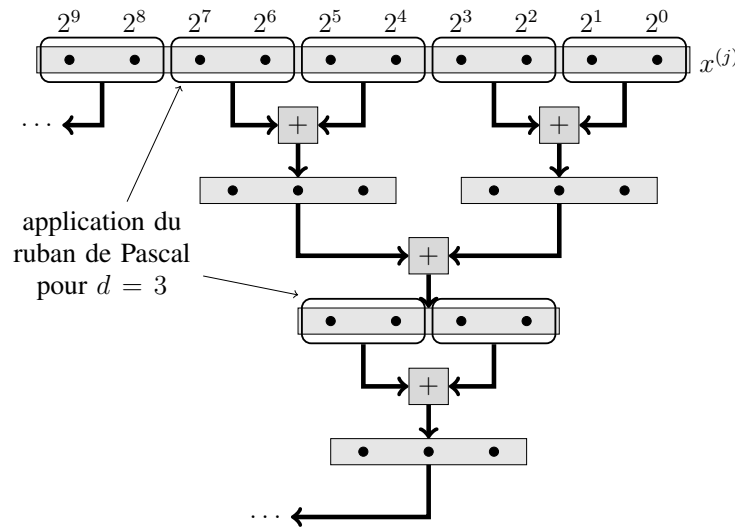 2^9 2^8 2^7 2^6 2^5 2^4 2^3 2^2 2^1 2^0
x^{(j)}
··· + +
application du
ruban de Pascal
pour d = 3
+
+
···